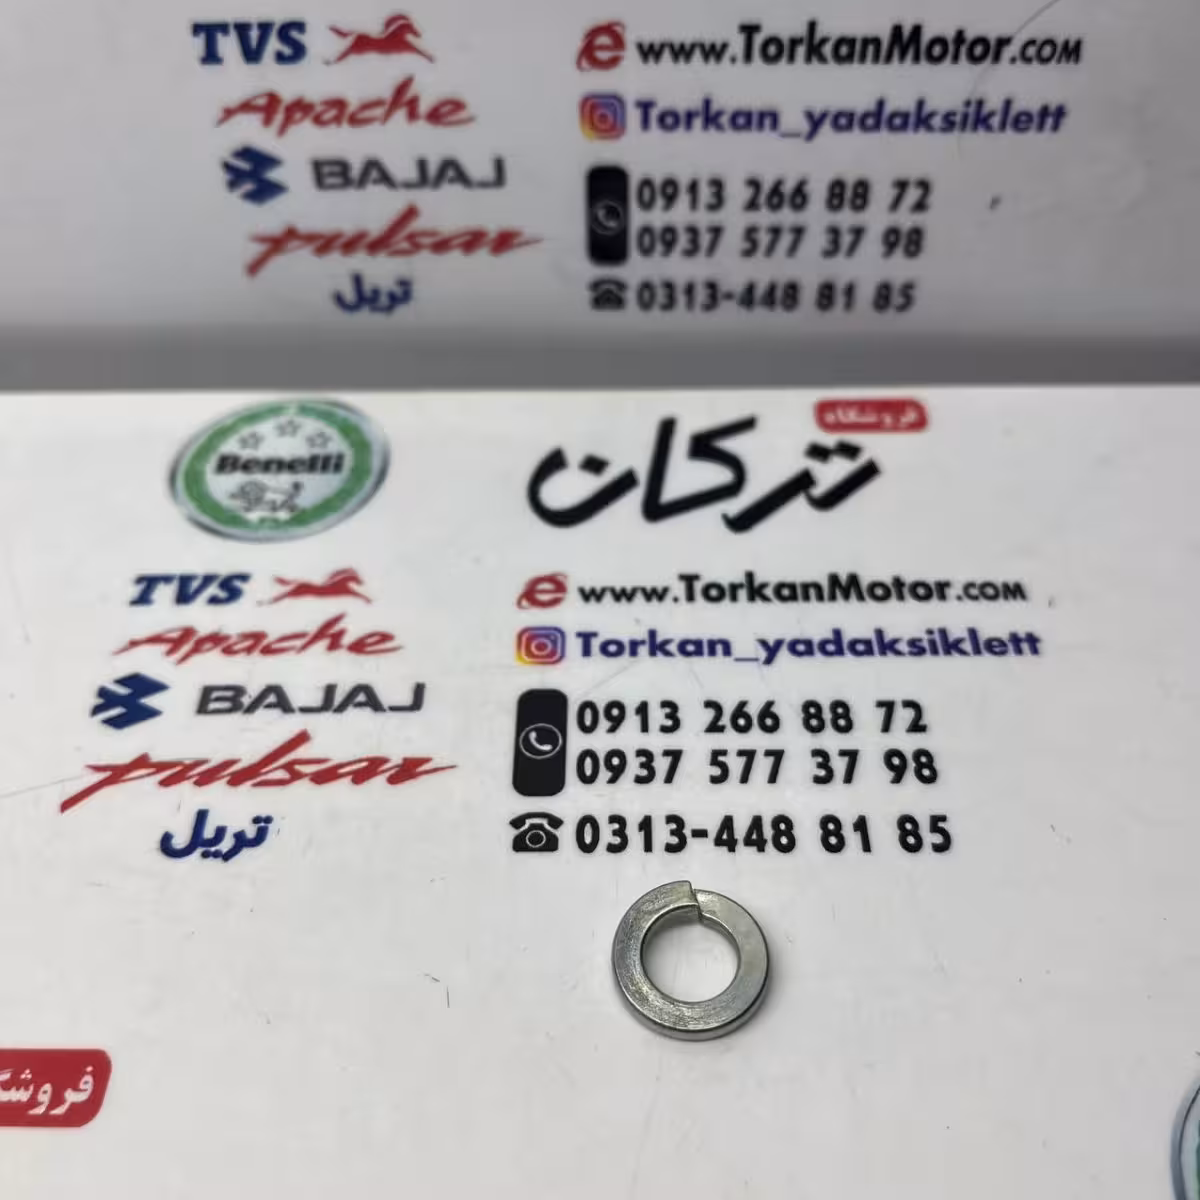 TVS
www.TorkanMotor.com
Apache
Torkan_yadaksiklett
BAJAJ
0913 266 88 72
pulsar
0937 577 37 98
تریل
0313-448 81 85
Benelli
فروشگاه
ترکان
TVS
www.TorkanMotor.com
Apache
Torkan_yadaksiklett
BAJAJ
0913 266 88 72
pulsar
0937 577 37 98
تریل
0313-448 81 85